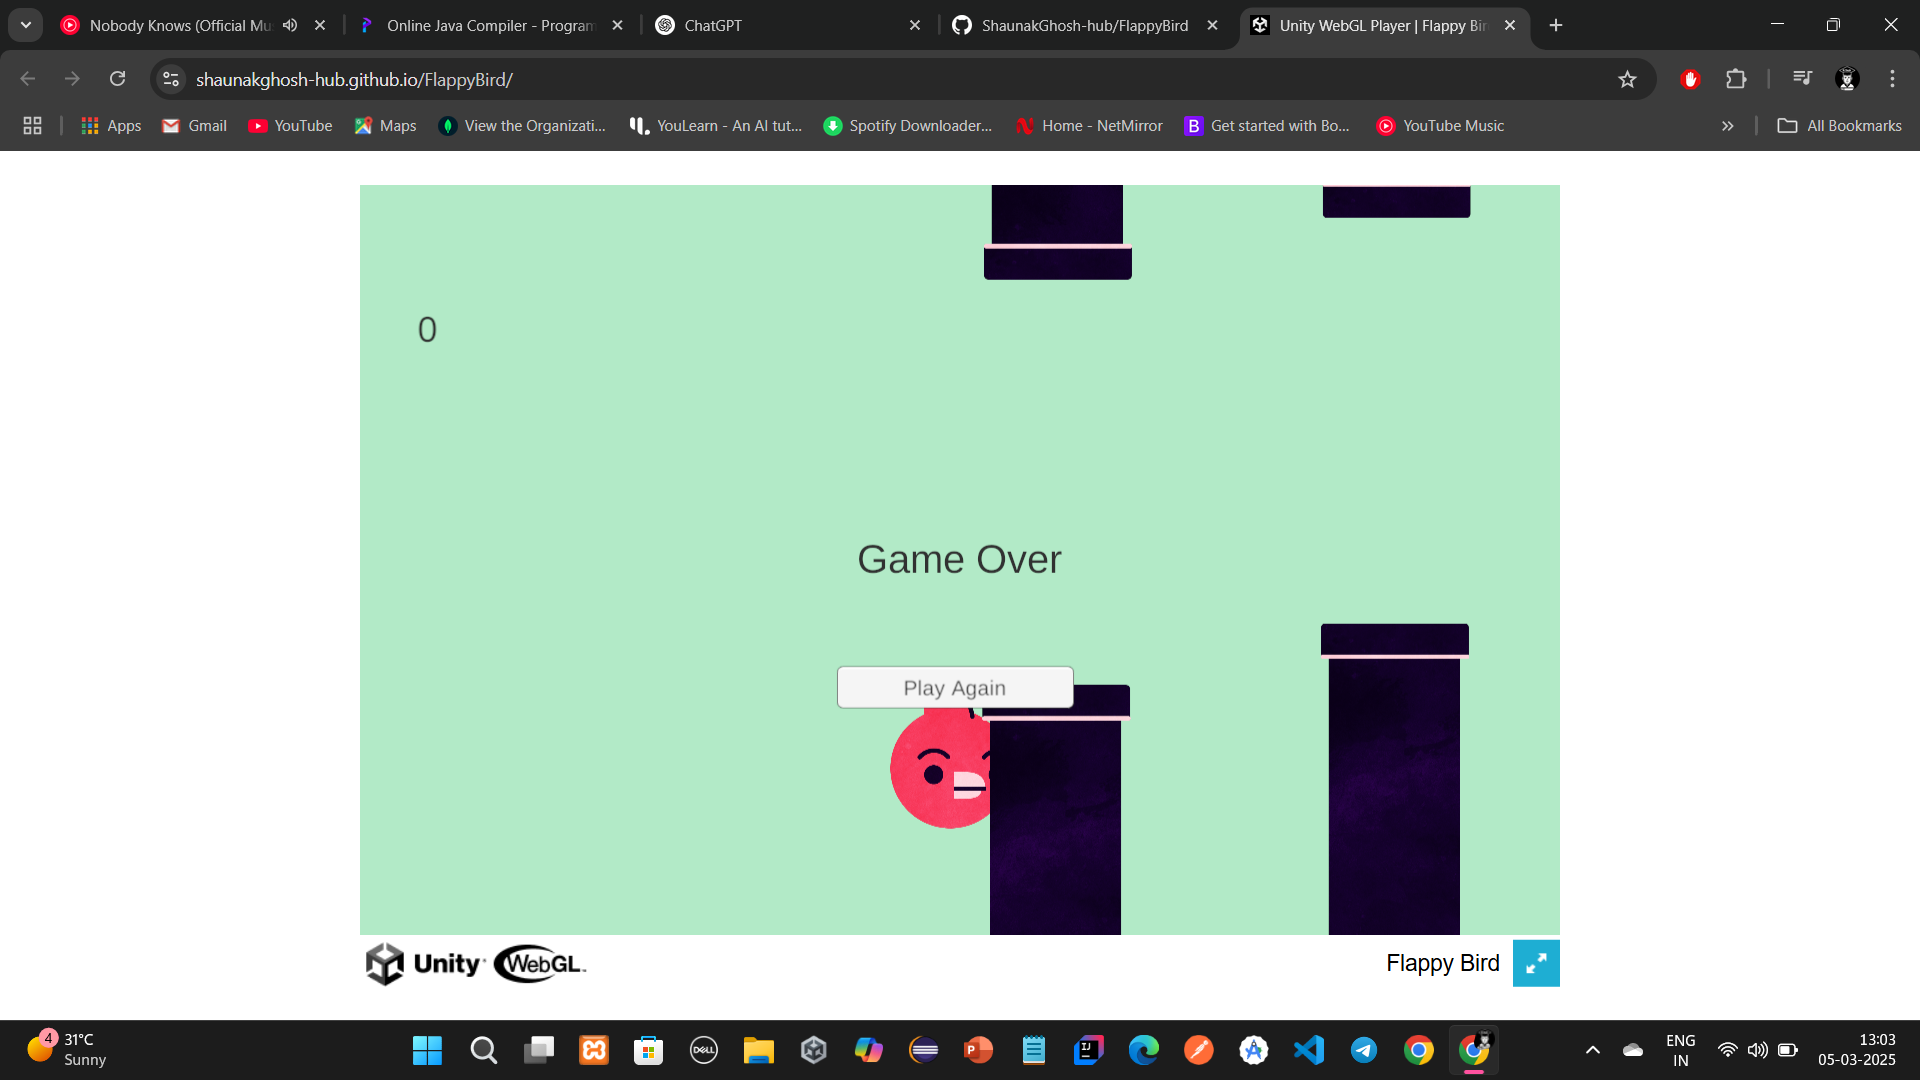 Nobody Knows (Official Mu
Online Java Compiler - Program
ChatGPT
ShaunakGhosh-hub/FlappyBird
Unity WebGL Player | Flappy Bir
shaunakghosh-hub.github.io/FlappyBird/
Apps
Gmail
YouTube
Maps
View the Organizati...
YouLearn - An AI tut...
Spotify Downloader...
Home - NetMirror
B
Get started with Bo...
YouTube Music
All Bookmarks
0
Game Over
Play Again
Unity
WebGL
Flappy Bird
4
31°C
Sunny
DELL
P
IJ
ENG
IN
13:03
05-03-2025